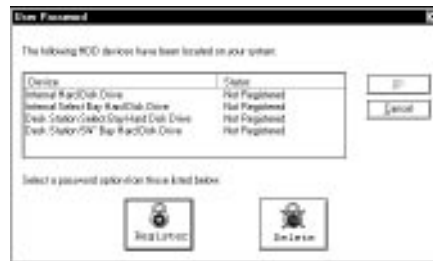 User Password
The following HDD devices have been located on your system:
Device Status
Internal Hard Disk Drive Not Registered
Internal Select Bay Hard Disk Drive Not Registered
Desk Station Select Bay Hard Disk Drive Not Registered
Desk Station 5¼" Bay Hard Disk Drive Not Registered
Cancel
Select a password option from those listed below.
Register
Delete